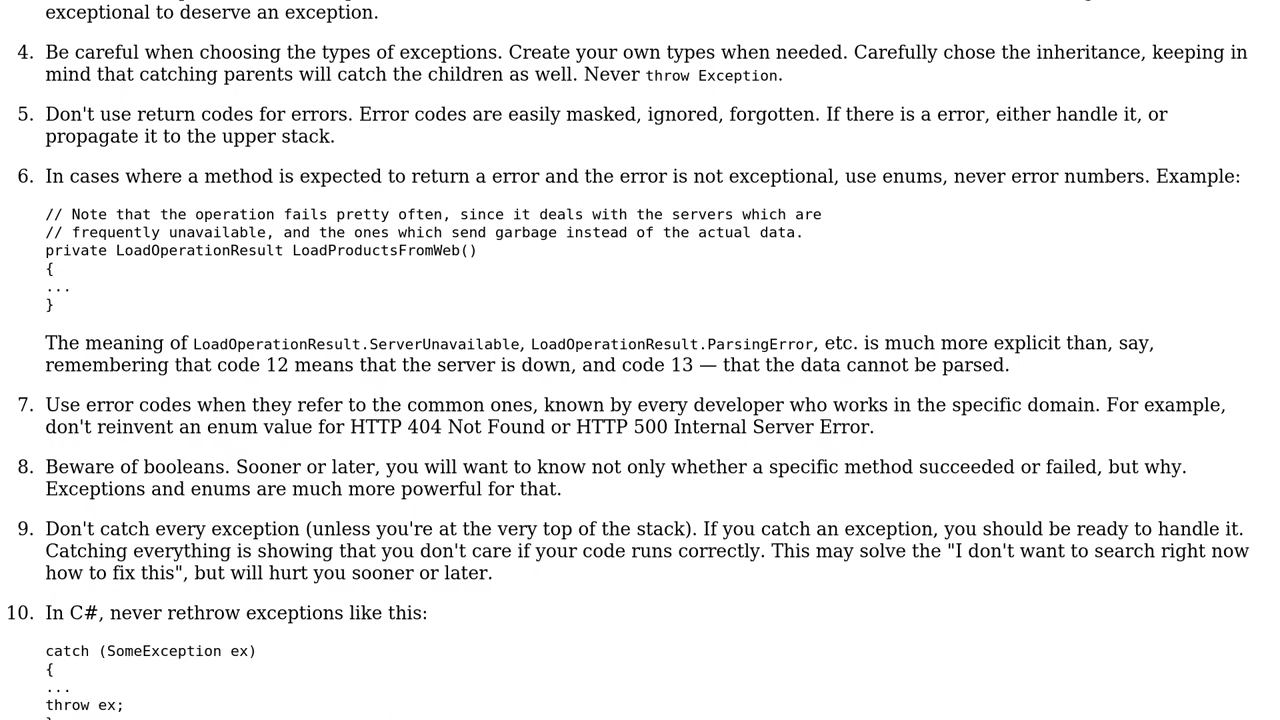 exceptional to deserve an exception.
4. Be careful when choosing the types of exceptions. Create your own types when needed. Carefully chose the inheritance, keeping in
mind that catching parents will catch the children as well. Never throw Exception.
5. Don't use return codes for errors. Error codes are easily masked, ignored, forgotten. If there is a error, either handle it, or
propagate it to the upper stack.
6. In cases where a method is expected to return a error and the error is not exceptional, use enums, never error numbers. Example:
// Note that the operation fails pretty often, since it deals with the servers which are
// frequently unavailable, and the ones which send garbage instead of the actual data.
private LoadOperationResult LoadProductsFromWeb()
{
...
}
The meaning of LoadOperationResult.ServerUnavailable, LoadOperationResult.ParsingError, etc. is much more explicit than, say,
remembering that code 12 means that the server is down, and code 13 — that the data cannot be parsed.
7. Use error codes when they refer to the common ones, known by every developer who works in the specific domain. For example,
don't reinvent an enum value for HTTP 404 Not Found or HTTP 500 Internal Server Error.
8. Beware of booleans. Sooner or later, you will want to know not only whether a specific method succeeded or failed, but why.
Exceptions and enums are much more powerful for that.
9. Don't catch every exception (unless you're at the very top of the stack). If you catch an exception, you should be ready to handle it.
Catching everything is showing that you don't care if your code runs correctly. This may solve the "I don't want to search right now
how to fix this", but will hurt you sooner or later.
10. In C#, never rethrow exceptions like this:
catch (SomeException ex)
{
...
throw ex;